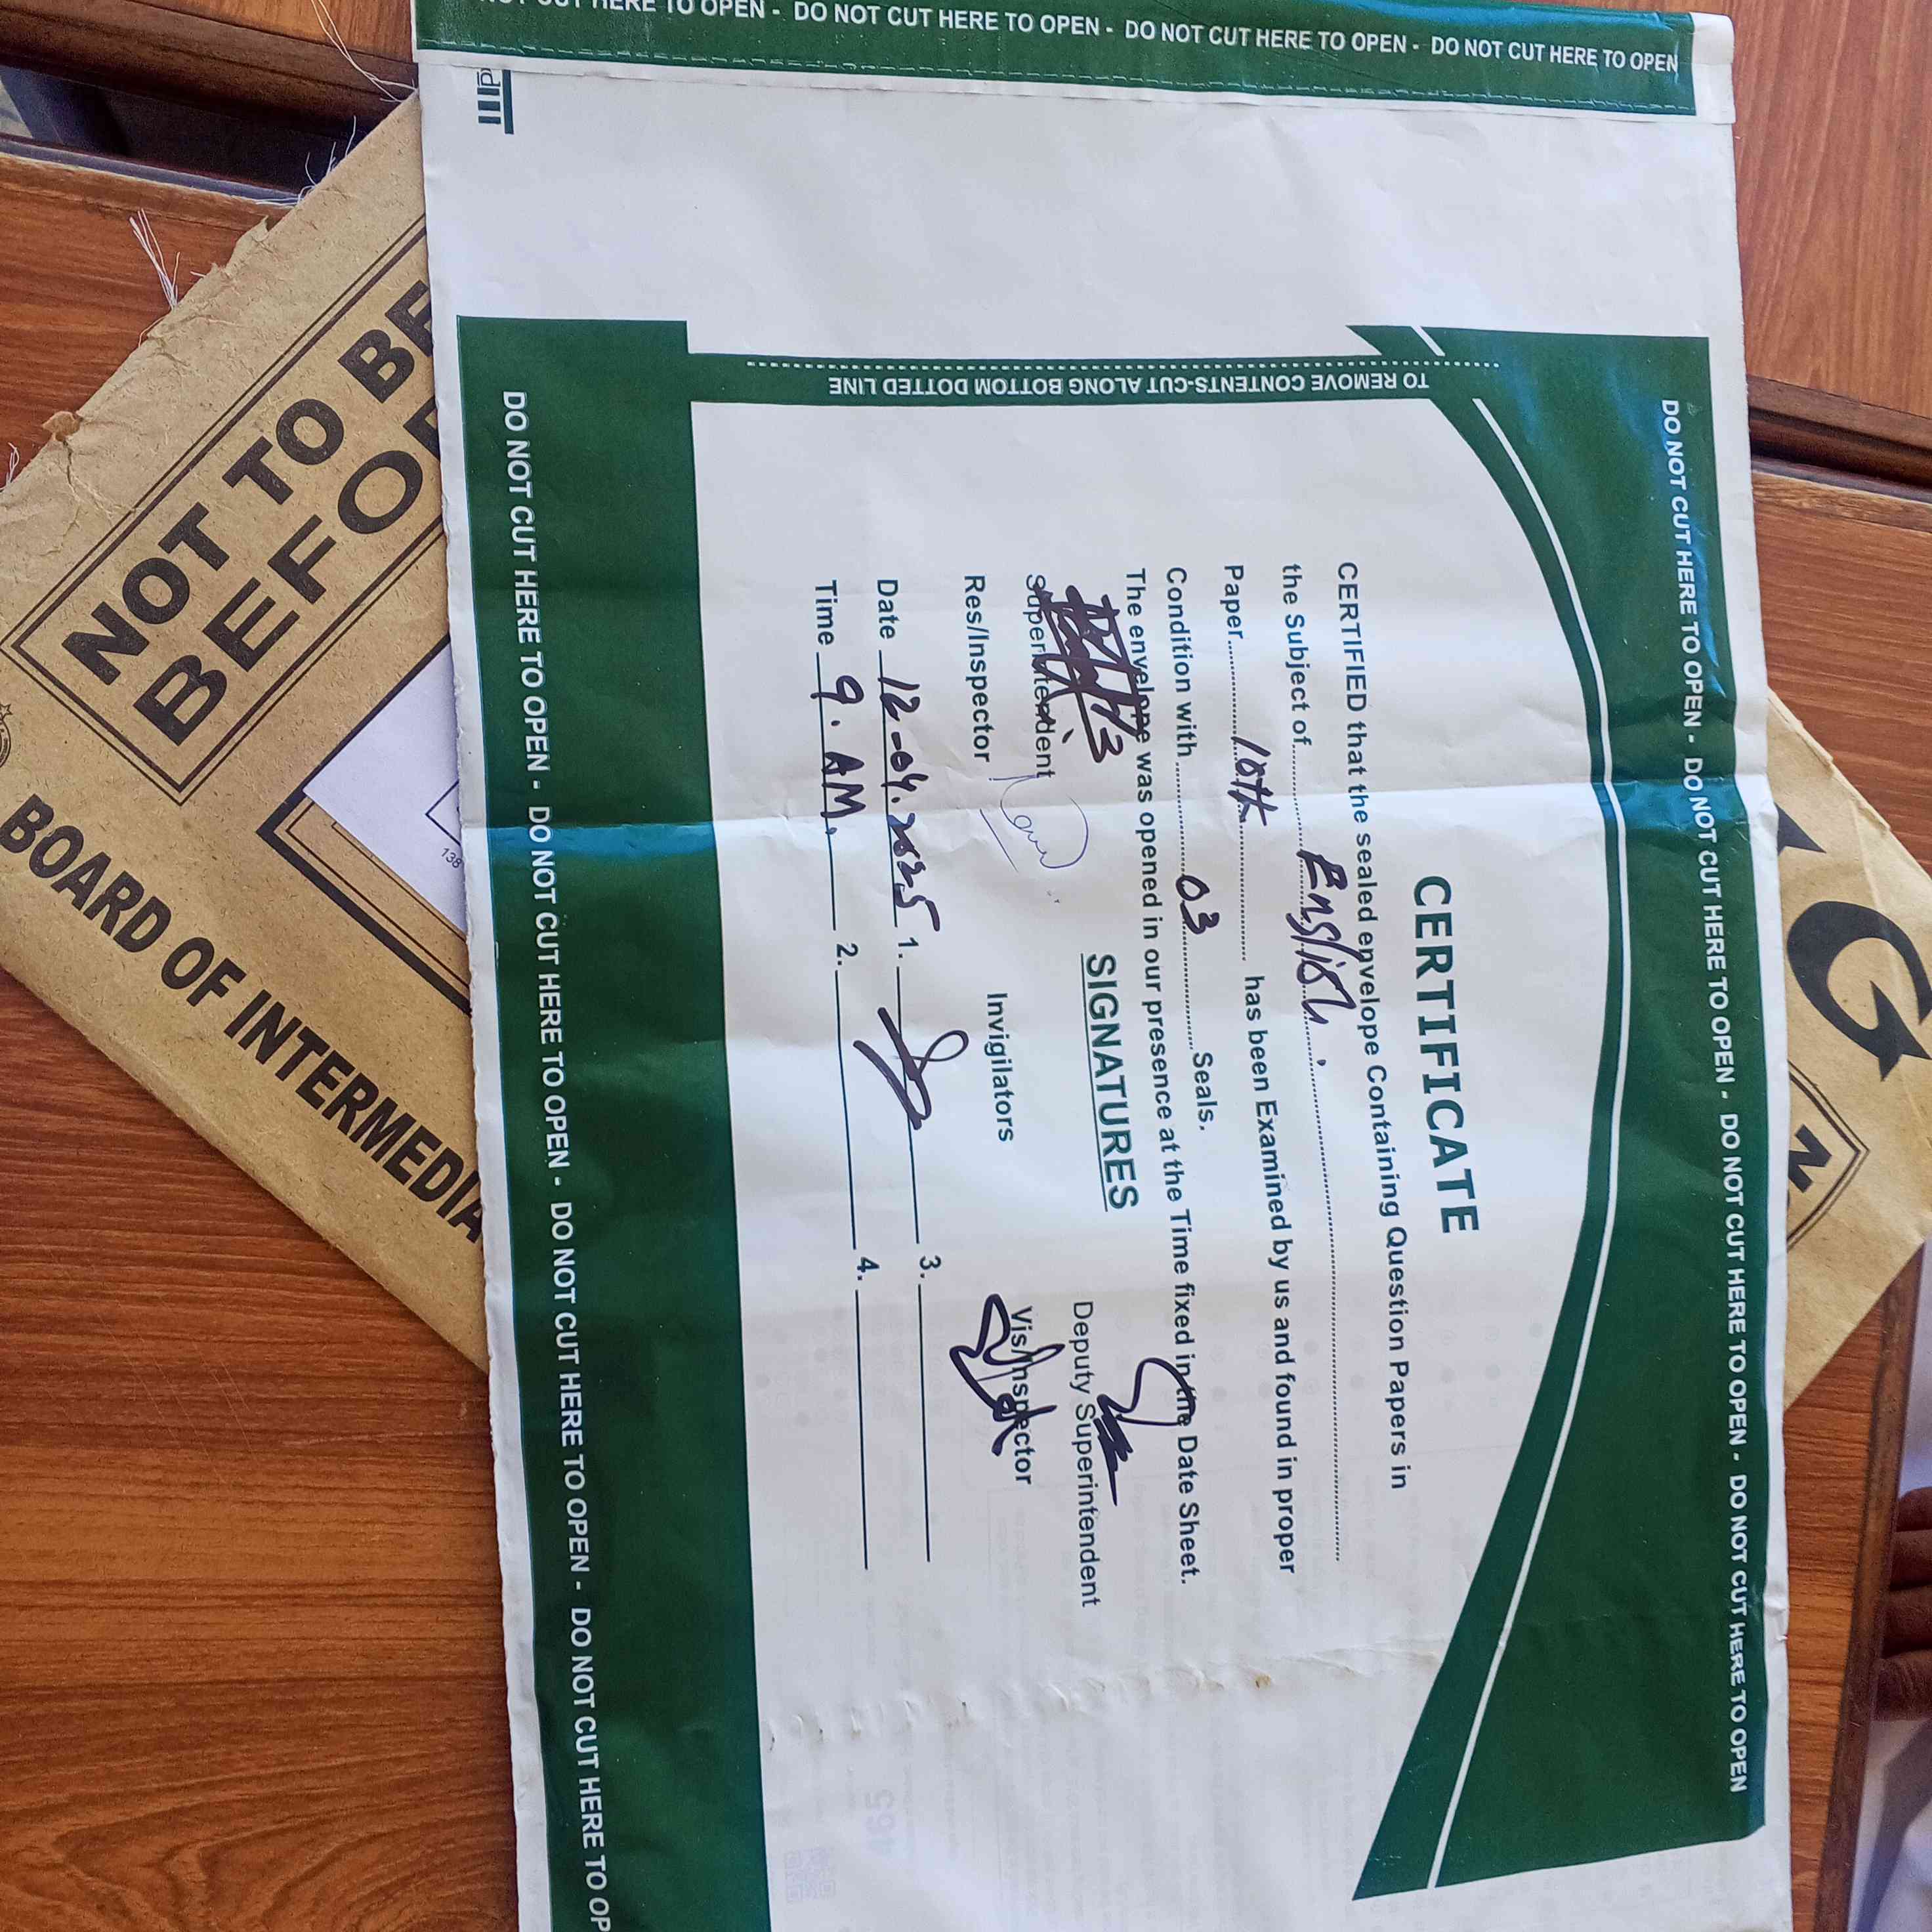 CUT HERE TO OPEN - DO NOT CUT HERE TO OPEN - DO NOT CUT HERE TO OPEN - DO NOT CUT HERE TO OPEN
DO NOT CUT HERE TO OPEN - DO NOT CUT HERE TO OPEN - DO NOT CUT HERE TO OPEN - DO NOT CUT HERE TO OPEN
TO REMOVE CONTENTS-CUT ALONG BOTTOM DOTTED LINE
CERTIFICATE
CERTIFIED that the sealed envelope Containing Question Papers in
the Subject of English.
Paper 10th has been Examined by us and found in proper
Condition with 03 Seals.
The envelope was opened in our presence at the Time fixed in the Date Sheet.
SIGNATURES
Superintendent Deputy Superintendent
Res/Inspector Invigilators Vis/Inspector
Date 12-04.2025 1. 3.
Time 9. AM. 2. 4.
DO NOT CUT HERE TO OPEN - DO NOT CUT HERE TO OPEN - DO NOT CUT HERE TO OPEN - DO NOT CUT HERE TO OP
NOT TO BE
BEFO
BOARD OF INTERMEDIA
138
G
N